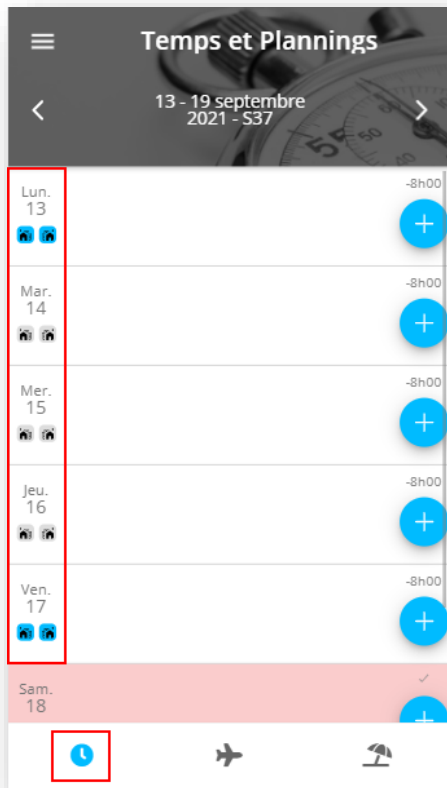 Temps et Plannings
13 - 19 septembre
2021 - S37
Lun.
13
-8h00
Mar.
14
-8h00
Mer.
15
-8h00
Jeu.
16
-8h00
Ven.
17
-8h00
Sam.
18